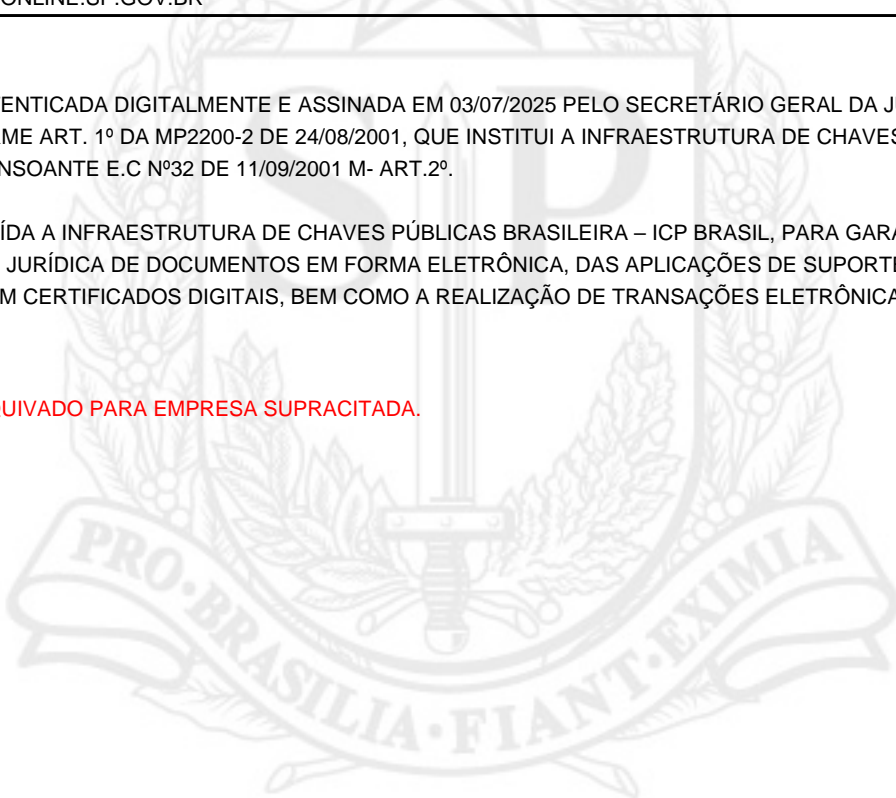 ONLINE.SP.GOV.BR
ENTICADA DIGITALMENTE E ASSINADA EM 03/07/2025 PELO SECRETÁRIO GERAL DA J
ME ART. 1º DA MP2200-2 DE 24/08/2001, QUE INSTITUI A INFRAESTRUTURA DE CHAVES
NSOANTE E.C Nº32 DE 11/09/2001 M- ART.2º.
ÍDA A INFRAESTRUTURA DE CHAVES PÚBLICAS BRASILEIRA – ICP BRASIL, PARA GARA
JURÍDICA DE DOCUMENTOS EM FORMA ELETRÔNICA, DAS APLICAÇÕES DE SUPORTE
M CERTIFICADOS DIGITAIS, BEM COMO A REALIZAÇÃO DE TRANSAÇÕES ELETRÔNICA
UIVADO PARA EMPRESA SUPRACITADA.
SP
PRO·BRASILIA·FIANT·EXIMIA